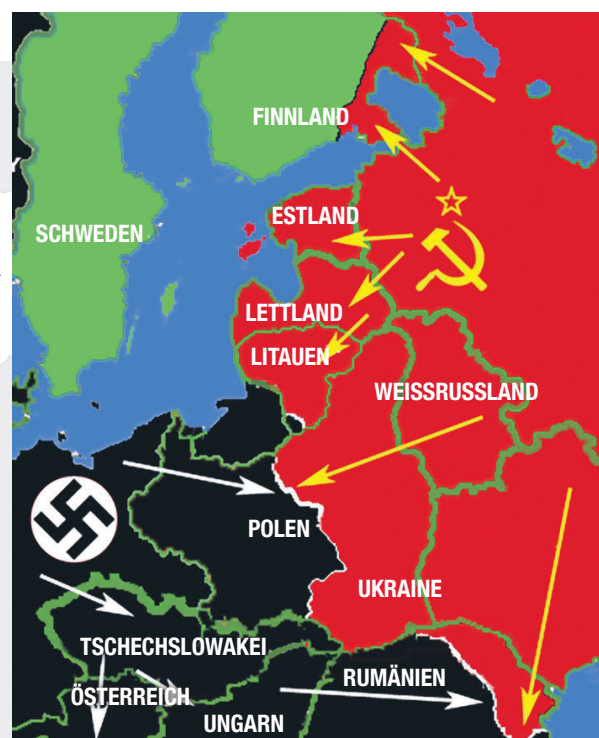 FINNLAND
ESTLAND
SCHWEDEN
LETTLAND
LITAUEN
WEISSRUSSLAND
POLEN
UKRAINE
TSCHECHSLOWAKEI
RUMÄNIEN
ÖSTERREICH
UNGARN